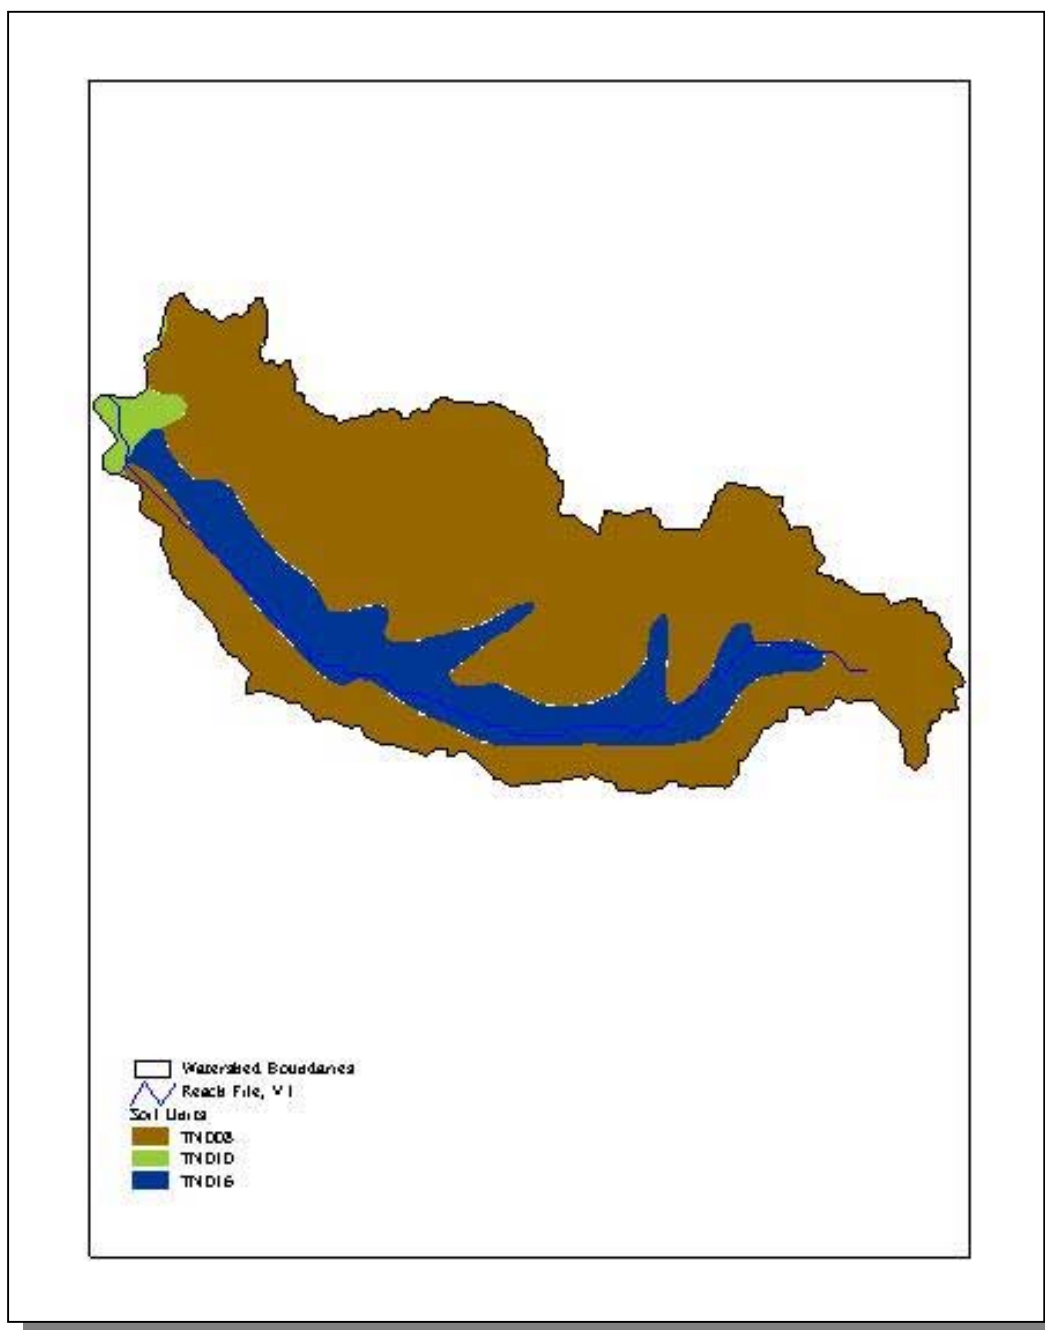 Watershed Boundaries
Reach File, V1
Soil Units
TN008
TN010
TN016